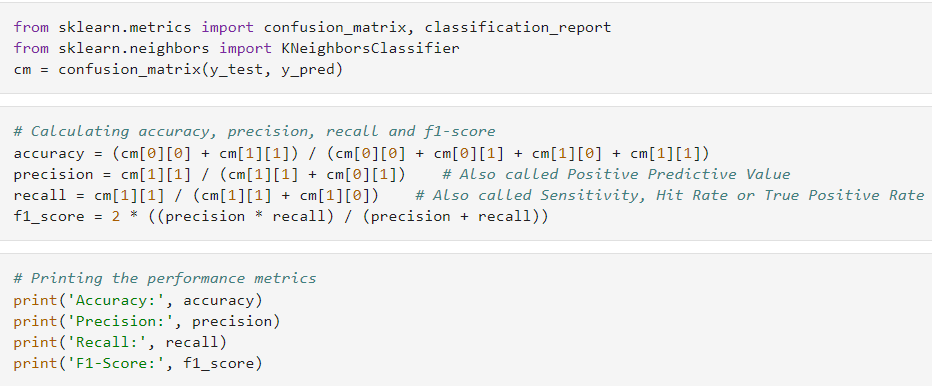 from sklearn.metrics import confusion_matrix, classification_report
from sklearn.neighbors import KNeighborsClassifier
cm = confusion_matrix(y_test, y_pred)
# Calculating accuracy, precision, recall and f1-score
accuracy = (cm[0][0] + cm[1][1]) / (cm[0][0] + cm[0][1] + cm[1][0] + cm[1][1])
precision = cm[1][1] / (cm[1][1] + cm[0][1])    # Also called Positive Predictive Value
recall = cm[1][1] / (cm[1][1] + cm[1][0])    # Also called Sensitivity, Hit Rate or True Positive Rate
f1_score = 2 * ((precision * recall) / (precision + recall))
# Printing the performance metrics
print('Accuracy:', accuracy)
print('Precision:', precision)
print('Recall:', recall)
print('F1-Score:', f1_score)